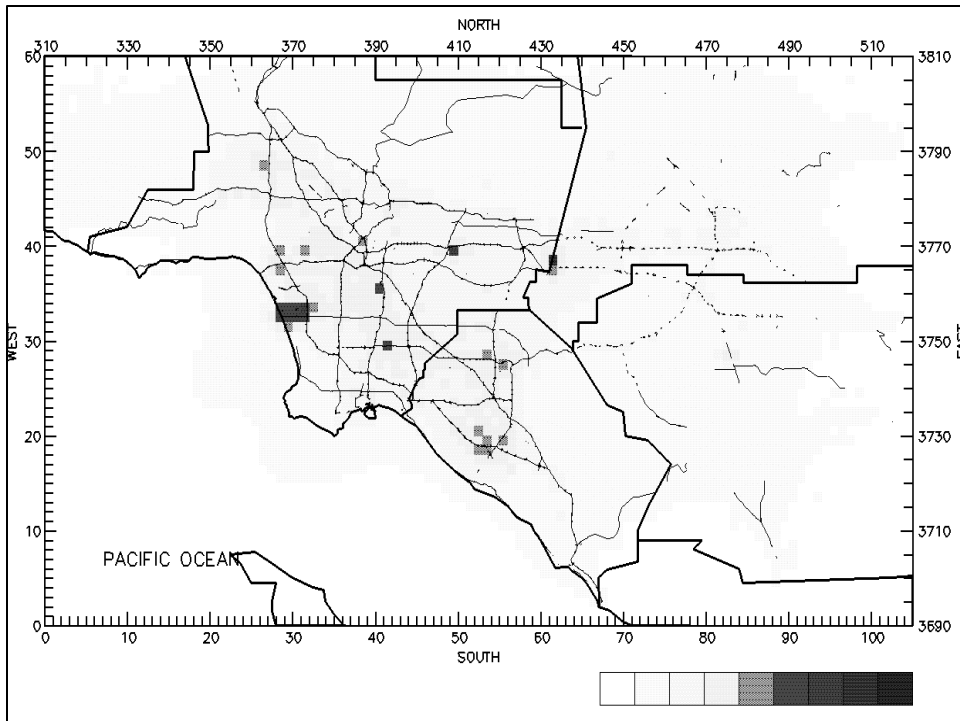 NORTH
310 330 350 370 390 410 430 450 470 490 510
60 3810
50 3790
40 3770
WEST 30 3750 EAST
20 3730
10 3710
PACIFIC OCEAN
0 3690
0 10 20 30 40 50 60 70 80 90 100
SOUTH